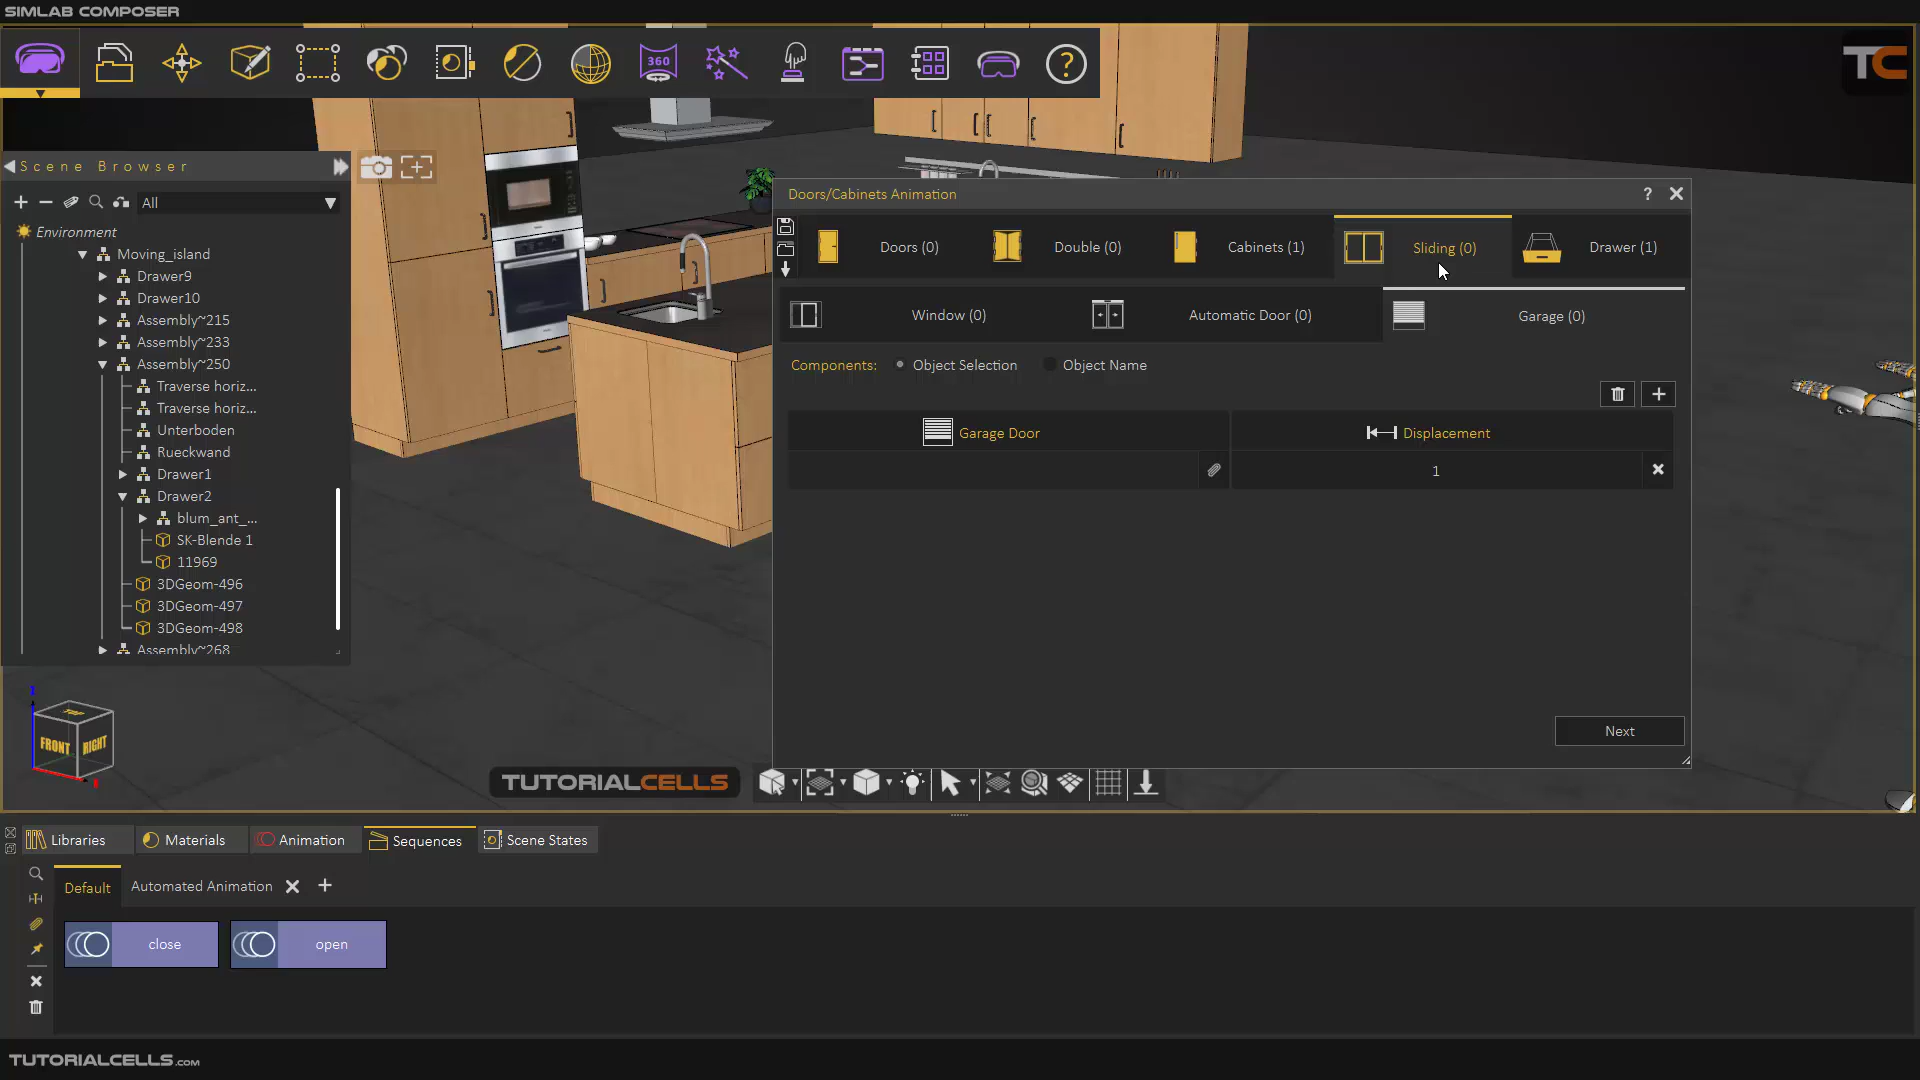 SIMLAB COMPOSER
360
?
TC
Scene Browser
All
Environment
Moving_island
Drawer9
Drawer10
Assembly~215
Assembly~233
Assembly~250
Traverse horiz...
Traverse horiz...
Unterboden
Rueckwand
Drawer1
Drawer2
blum_ant_...
SK-Blende 1
11969
3DGeom-496
3DGeom-497
3DGeom-498
Assembly~268
Doors/Cabinets Animation
?
Doors (0)
Double (0)
Cabinets (1)
Sliding (0)
Drawer (1)
Window (0)
Automatic Door (0)
Garage (0)
Components:
Object Selection
Object Name
Garage Door
Displacement
1
Next
TOP
FRONT
RIGHT
TUTORIALCELLS
Libraries
Materials
Animation
Sequences
Scene States
Default
Automated Animation
close
open
TUTORIALCELLS.com